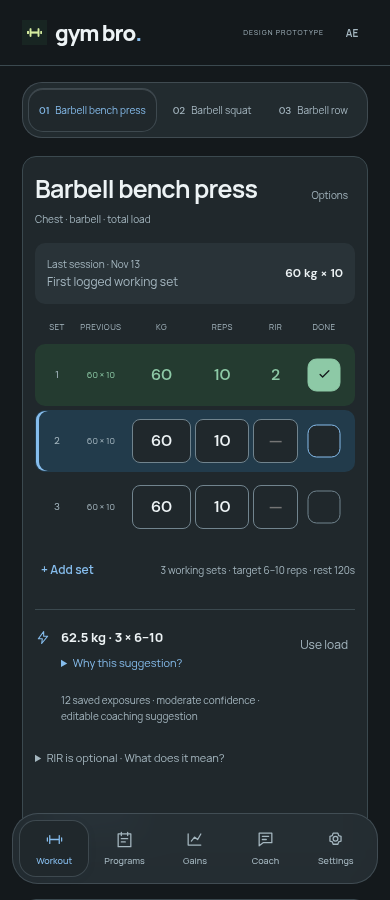 gym bro.
DESIGN PROTOTYPE
AE
01 Barbell bench press
02 Barbell squat
03 Barbell row
Barbell bench press
Options
Chest · barbell · total load
Last session · Nov 13
First logged working set
60 kg × 10
SET PREVIOUS KG REPS RIR DONE
1 60 × 10 60 10 2
2 60 × 10 60 10 —
3 60 × 10 60 10 —
+ Add set
3 working sets · target 6–10 reps · rest 120s
62.5 kg · 3 × 6–10
Use load
Why this suggestion?
12 saved exposures · moderate confidence ·
editable coaching suggestion
RIR is optional · What does it mean?
Workout Programs Gains Coach Settings